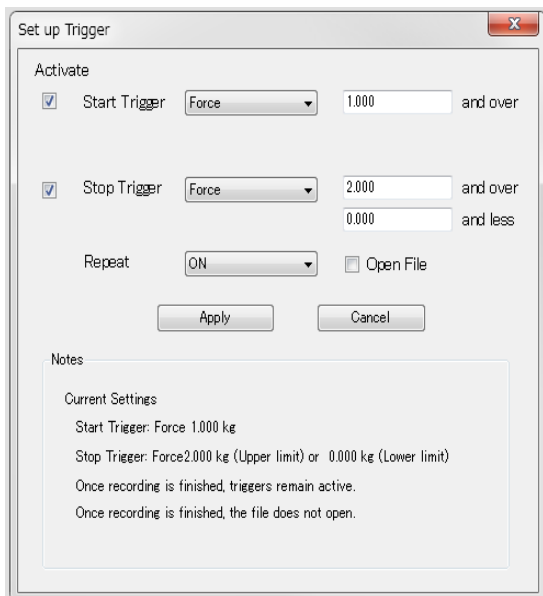 Set up Trigger
Activate
Start Trigger Force 1.000 and over
Stop Trigger Force 2.000 and over
0.000 and less
Repeat ON Open File
Apply Cancel
Notes
Current Settings
Start Trigger: Force 1.000 kg
Stop Trigger: Force2.000 kg (Upper limit) or 0.000 kg (Lower limit)
Once recording is finished, triggers remain active.
Once recording is finished, the file does not open.